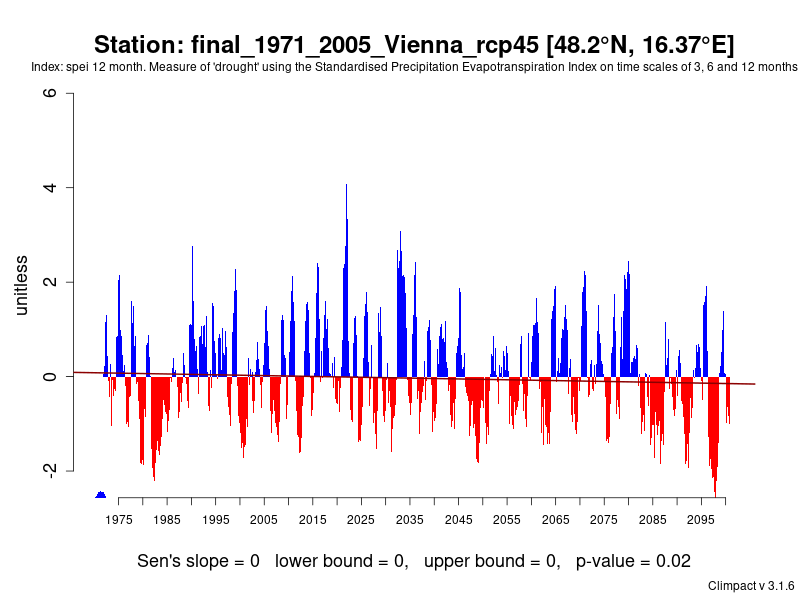 Station: final_1971_2005_Vienna_rcp45 [48.2°N, 16.37°E]
Index: spei 12 month. Measure of 'drought' using the Standardised Precipitation Evapotranspiration Index on time scales of 3, 6 and 12 months
6
4
2
0
-2
unitless
1975 1985 1995 2005 2015 2025 2035 2045 2055 2065 2075 2085 2095
Sen's slope = 0 lower bound = 0, upper bound = 0, p-value = 0.02
Climpact v 3.1.6